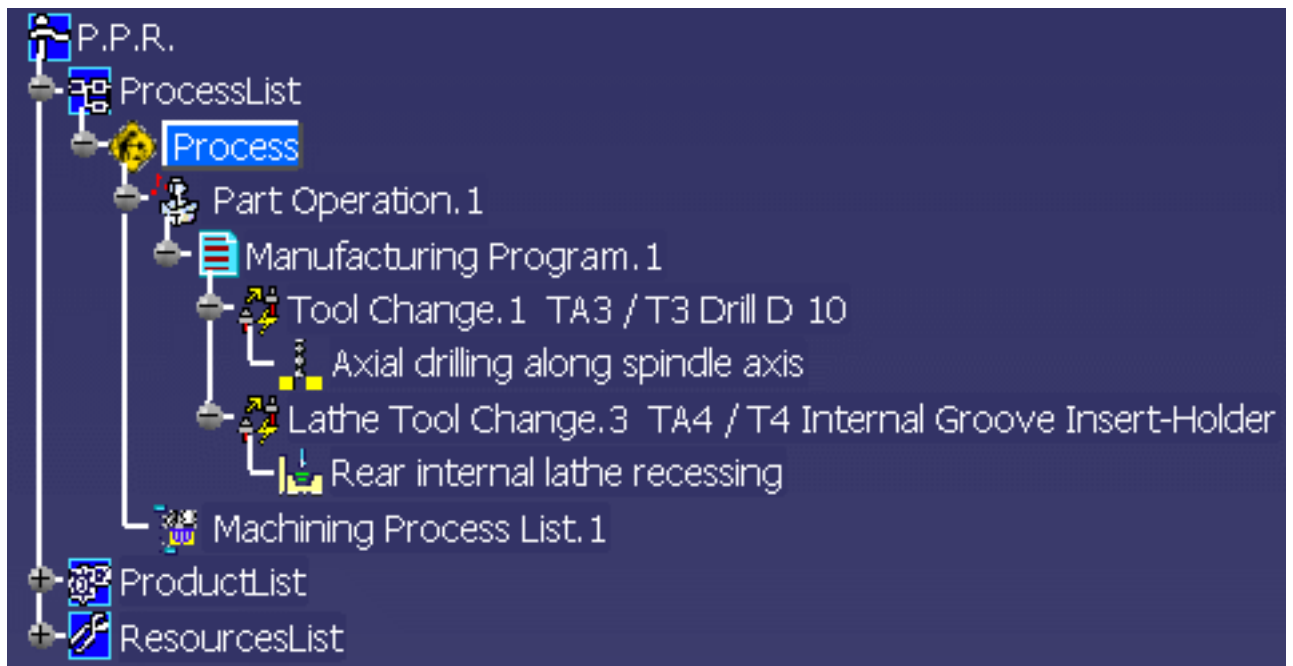 P.P.R.
ProcessList
Process
Part Operation.1
Manufacturing Program.1
Tool Change.1 TA3 / T3 Drill D 10
Axial drilling along spindle axis
Lathe Tool Change.3 TA4 / T4 Internal Groove Insert-Holder
Rear internal lathe recessing
Machining Process List.1
ProductList
ResourcesList